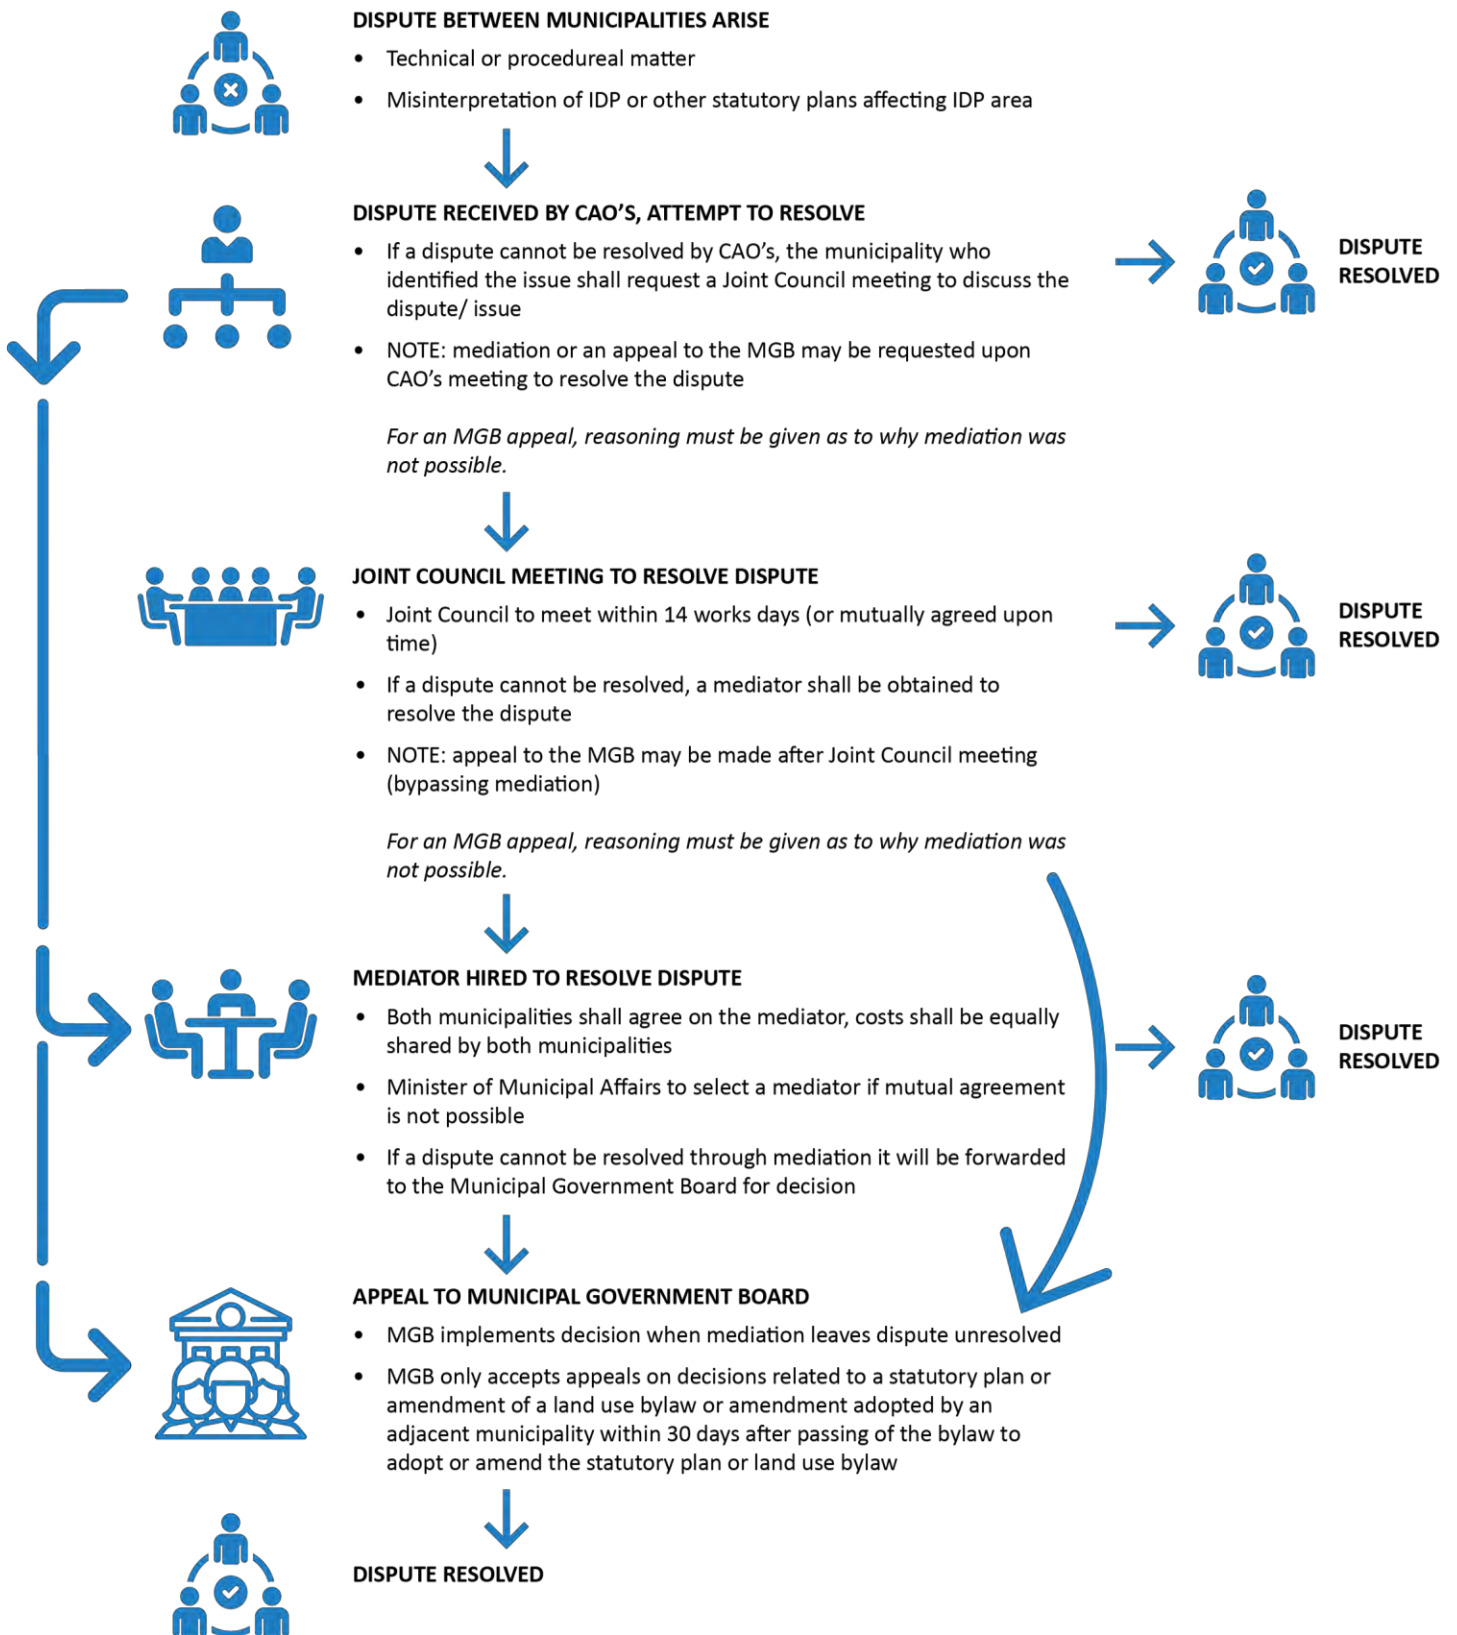 DISPUTE BETWEEN MUNICIPALITIES ARISE
• Technical or procedureal matter
• Misinterpretation of IDP or other statutory plans affecting IDP area
DISPUTE RECEIVED BY CAO'S, ATTEMPT TO RESOLVE
• If a dispute cannot be resolved by CAO's, the municipality who
identified the issue shall request a Joint Council meeting to discuss the
dispute/ issue
• NOTE: mediation or an appeal to the MGB may be requested upon
CAO's meeting to resolve the dispute
For an MGB appeal, reasoning must be given as to why mediation was
not possible.
DISPUTE
RESOLVED
JOINT COUNCIL MEETING TO RESOLVE DISPUTE
• Joint Council to meet within 14 works days (or mutually agreed upon
time)
• If a dispute cannot be resolved, a mediator shall be obtained to
resolve the dispute
• NOTE: appeal to the MGB may be made after Joint Council meeting
(bypassing mediation)
For an MGB appeal, reasoning must be given as to why mediation was
not possible.
DISPUTE
RESOLVED
MEDIATOR HIRED TO RESOLVE DISPUTE
• Both municipalities shall agree on the mediator, costs shall be equally
shared by both municipalities
• Minister of Municipal Affairs to select a mediator if mutual agreement
is not possible
• If a dispute cannot be resolved through mediation it will be forwarded
to the Municipal Government Board for decision
DISPUTE
RESOLVED
APPEAL TO MUNICIPAL GOVERNMENT BOARD
• MGB implements decision when mediation leaves dispute unresolved
• MGB only accepts appeals on decisions related to a statutory plan or
amendment of a land use bylaw or amendment adopted by an
adjacent municipality within 30 days after passing of the bylaw to
adopt or amend the statutory plan or land use bylaw
DISPUTE RESOLVED